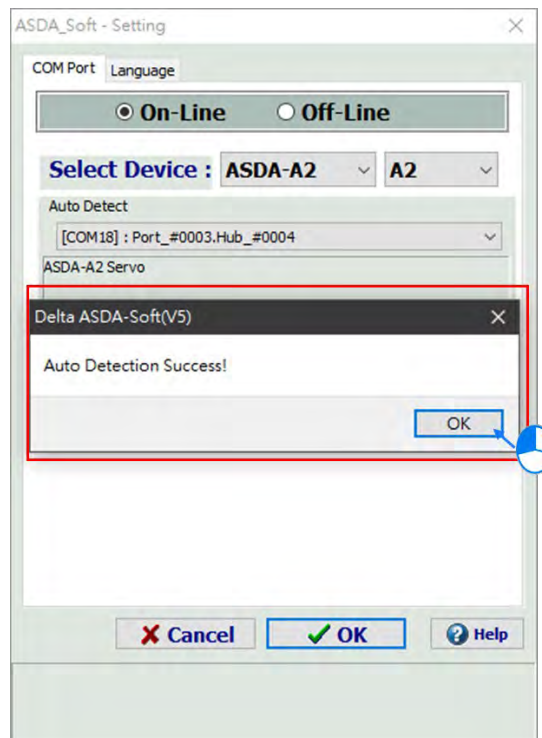 ASDA_Soft - Setting
COM Port Language
On-Line Off-Line
Select Device : ASDA-A2 A2
Auto Detect
[COM18] : Port_#0003.Hub_#0004
ASDA-A2 Servo
Delta ASDA-Soft(V5)
Auto Detection Success!
OK
Cancel OK Help